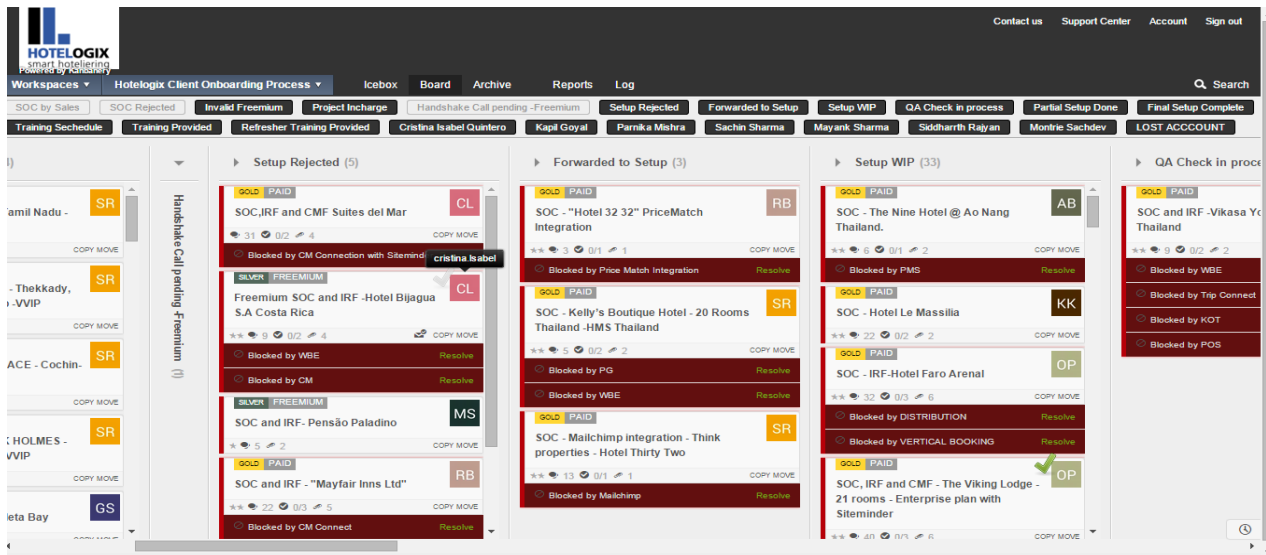 Contact us Support Center Account Sign out
HOTELOGIX
smart hoteliering
Powered by Kanbanery
Workspaces Hotelogix Client Onboarding Process Icebox Board Archive Reports Log Search
SOC by Sales SOC Rejected Invalid Freemium Project Incharge Handshake Call pending -Freemium Setup Rejected Forwarded to Setup Setup WIP QA Check in process Partial Setup Done Final Setup Complete
Training Sechedule Training Provided Refresher Training Provided Cristina Isabel Quintero Kapil Goyal Parnika Mishra Sachin Sharma Mayank Sharma Siddharrth Rajyan Montrie Sachdev LOST ACCCOUNT
SR
Tamil Nadu -
COPY MOVE
SR
- Thekkady,
-VVIP
COPY MOVE
SR
ACE - Cochin-
COPY MOVE
SR
HOLMES -
VVIP
COPY MOVE
GS
leta Bay
Handshake Call pending -Freemium (1)
Setup Rejected (5)
GOLD PAID
CL
SOC,IRF and CMF Suites del Mar
31 0/2 4 COPY MOVE
Blocked by CM Connection with Sitemind
cristina Isabel
SILVER FREEMIUM
CL
Freemium SOC and IRF -Hotel Bijagua
S.A Costa Rica
9 0/2 4 COPY MOVE
Blocked by WBE Resolve
Blocked by CM Resolve
SILVER FREEMIUM
MS
SOC and IRF- Pensão Paladino
5 2 COPY MOVE
GOLD PAID
RB
SOC and IRF - "Mayfair Inns Ltd"
22 0/3 5 COPY MOVE
Blocked by CM Connect Resolve
Forwarded to Setup (3)
GOLD PAID
RB
SOC - "Hotel 32 32" PriceMatch
Integration
3 0/1 1 COPY MOVE
Blocked by Price Match Integration Resolve
GOLD PAID
SR
SOC - Kelly's Boutique Hotel - 20 Rooms
Thailand -HMS Thailand
5 0/2 2 COPY MOVE
Blocked by PG Resolve
Blocked by WBE Resolve
GOLD PAID
SR
SOC - Mailchimp integration - Think
properties - Hotel Thirty Two
13 0/1 1 COPY MOVE
Blocked by Mailchimp Resolve
Setup WIP (33)
GOLD PAID
AB
SOC - The Nine Hotel @ Ao Nang
Thailand.
6 0/1 2 COPY MOVE
Blocked by PMS Resolve
GOLD PAID
KK
SOC - Hotel Le Massilia
22 0/2 2 COPY MOVE
GOLD PAID
OP
SOC - IRF-Hotel Faro Arenal
32 0/3 6 COPY MOVE
Blocked by DISTRIBUTION Resolve
Blocked by VERTICAL BOOKING Resolve
GOLD PAID
OP
SOC, IRF and CMF - The Viking Lodge -
21 rooms - Enterprise plan with
Siteminder
40 0/3 6 COPY MOVE
QA Check in proce
GOLD PAID
SOC and IRF -Vikasa Yo
Thailand
9 0/2 2
Blocked by WBE
Blocked by Trip Connect
Blocked by KOT
Blocked by POS